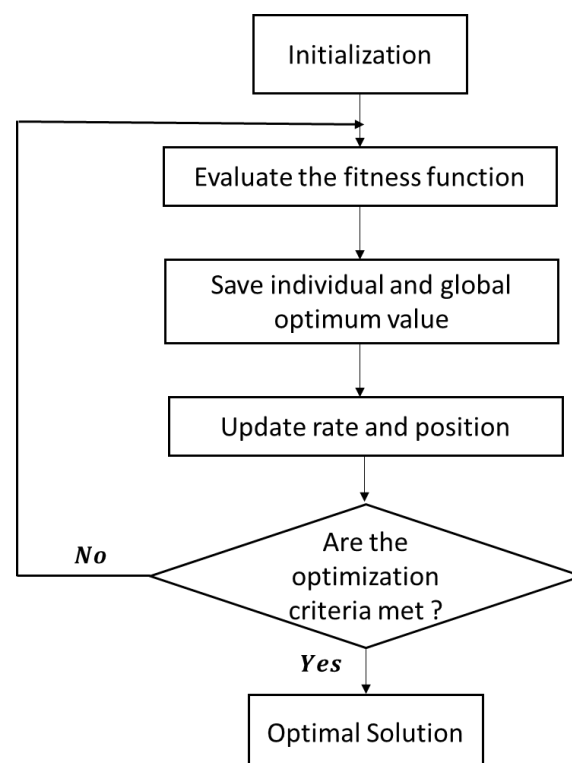 Initialization
Evaluate the fitness function
Save individual and global
optimum value
Update rate and position
Are the
optimization
criteria met ?
No
Yes
Optimal Solution